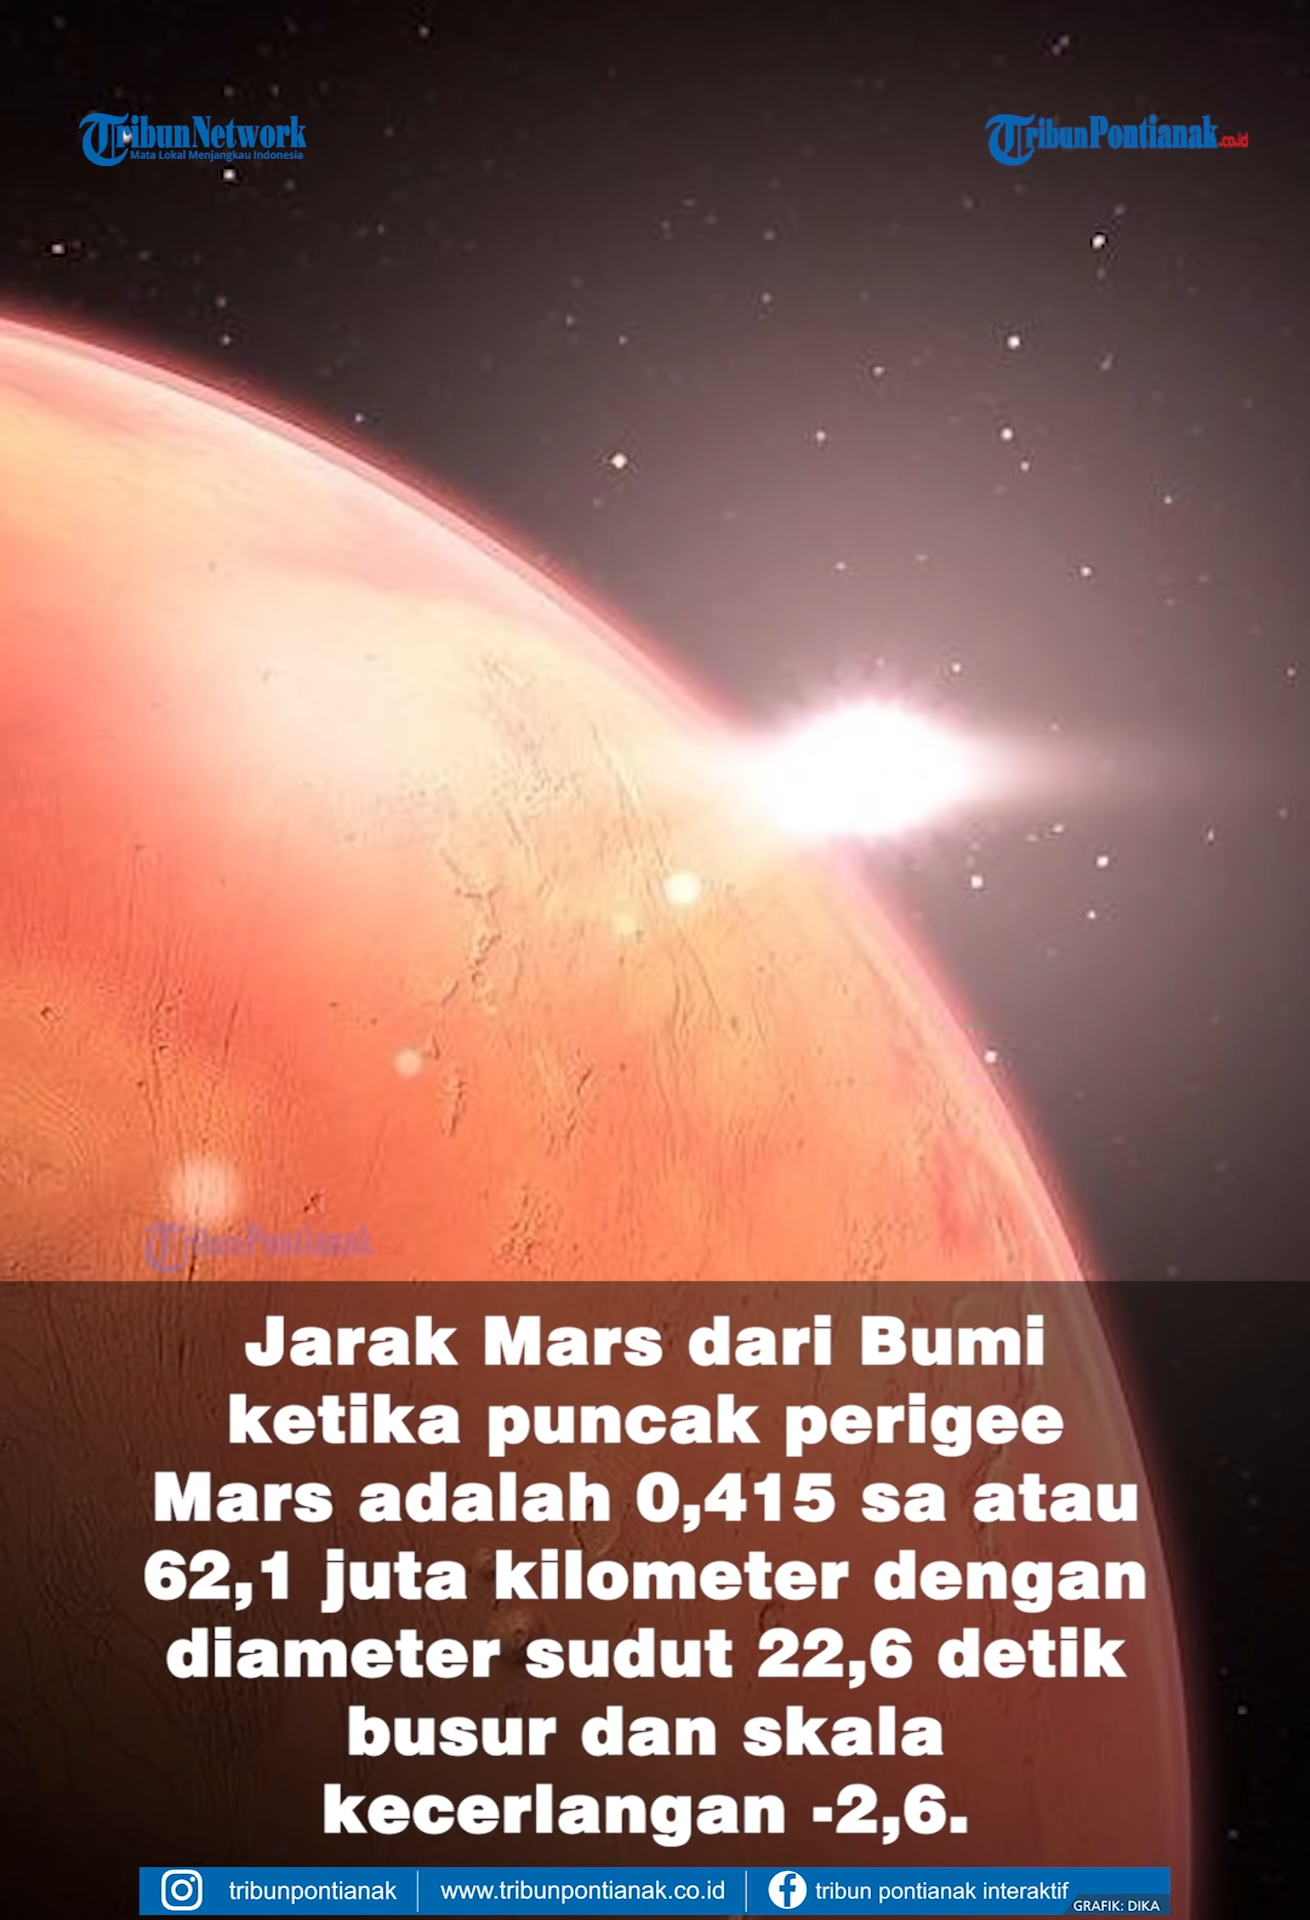 TribunNetwork
Mata Lokal Menjangkau Indonesia
TribunPontianak.co.id
TribunPontianak
Jarak Mars dari Bumi
ketika puncak perigee
Mars adalah 0,415 sa atau
62,1 juta kilometer dengan
diameter sudut 22,6 detik
busur dan skala
kecerlangan -2,6.
tribunpontianak
www.tribunpontianak.co.id
tribun pontianak interaktif
GRAFIK: DIKA